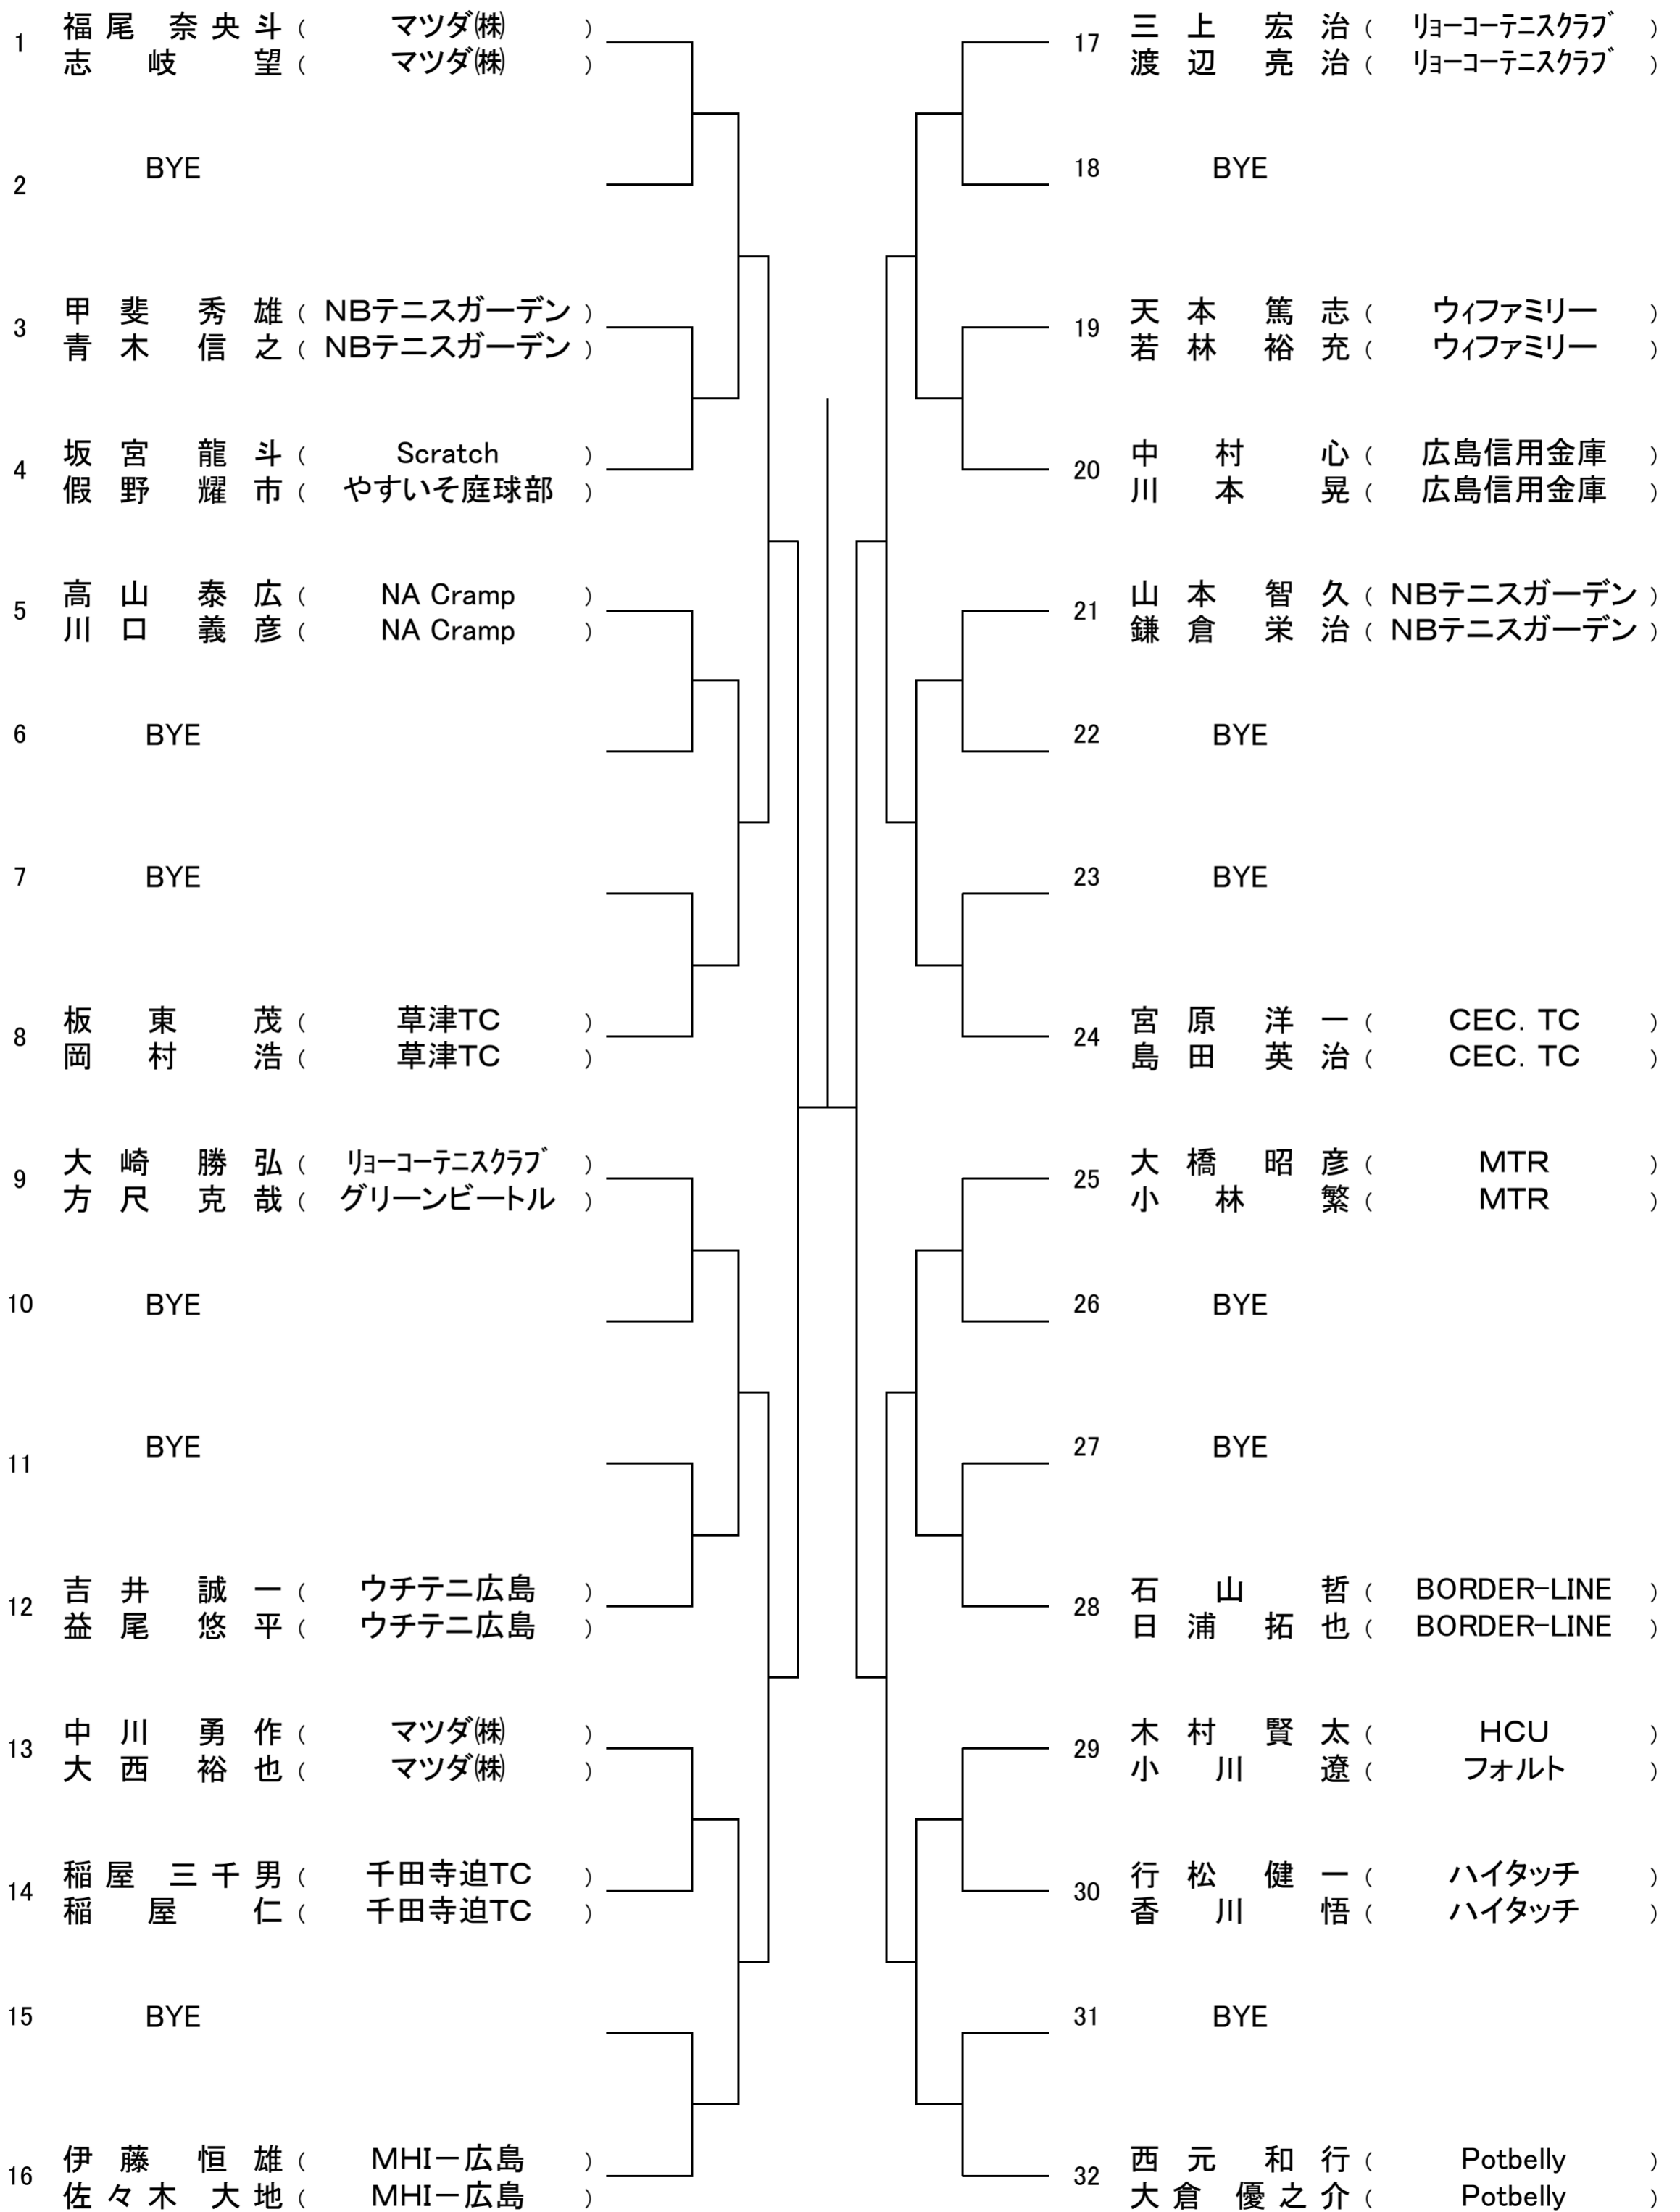 1 福尾 奈央斗 ( マツダ㈱ )
志岐 望 ( マツダ㈱ )
2 BYE
3 甲斐 秀雄 ( NBテニスガーデン )
青木 信之 ( NBテニスガーデン )
4 坂宮 龍斗 ( Scratch )
假野 耀市 ( やすいそ庭球部 )
5 高山 泰広 ( NA Cramp )
川口 義彦 ( NA Cramp )
6 BYE
7 BYE
8 板東 茂 ( 草津TC )
岡村 浩 ( 草津TC )
9 大崎 勝弘 ( ﾘｮｰｺｰﾃﾆｽｸﾗﾌﾞ )
方尺 克哉 ( グリーンビートル )
10 BYE
11 BYE
12 吉井 誠一 ( ウチテニ広島 )
益尾 悠平 ( ウチテニ広島 )
13 中川 勇作 ( マツダ㈱ )
大西 裕也 ( マツダ㈱ )
14 稲屋 三千男 ( 千田寺迫TC )
稲屋 仁 ( 千田寺迫TC )
15 BYE
16 伊藤 恒雄 ( MHI－広島 )
佐々木 大地 ( MHI－広島 )
17 三上 宏治 ( ﾘｮｰｺｰﾃﾆｽｸﾗﾌﾞ )
渡辺 亮治 ( ﾘｮｰｺｰﾃﾆｽｸﾗﾌﾞ )
18 BYE
19 天本 篤志 ( ウィファミリー )
若林 裕充 ( ウィファミリー )
20 中村 心 ( 広島信用金庫 )
川本 晃 ( 広島信用金庫 )
21 山本 智久 ( NBテニスガーデン )
鎌倉 栄治 ( NBテニスガーデン )
22 BYE
23 BYE
24 宮原 洋一 ( CEC. TC )
島田 英治 ( CEC. TC )
25 大橋 昭彦 ( MTR )
小林 繁 ( MTR )
26 BYE
27 BYE
28 石山 哲 ( BORDER-LINE )
日浦 拓也 ( BORDER-LINE )
29 木村 賢太 ( HCU )
小川 遼 ( フォルト )
30 行松 健一 ( ハイタッチ )
香川 悟 ( ハイタッチ )
31 BYE
32 西元 和行 ( Potbelly )
大倉 優之介 ( Potbelly )